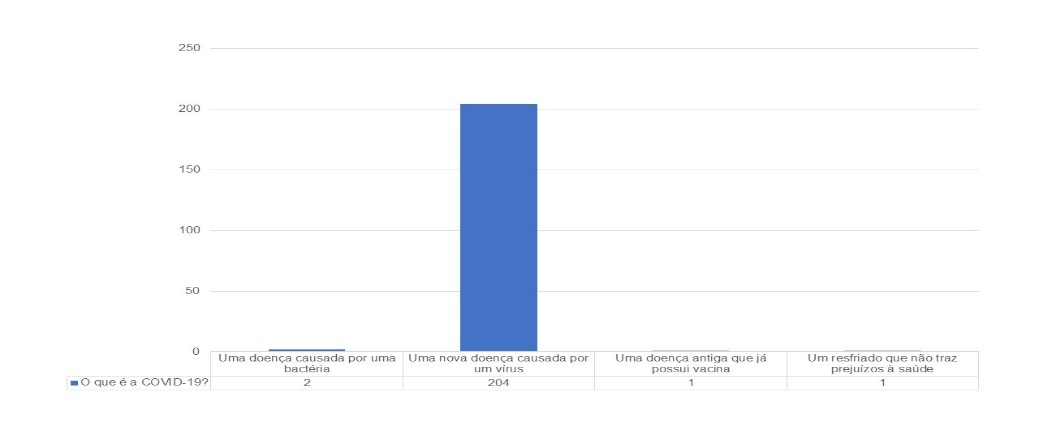 250
200
150
100
50
0
Uma doença causada por uma bactéria
Uma nova doença causada por um vírus
Uma doença antiga que já possui vacina
Um resfriado que não traz prejuízos à saúde
O que é a COVID-19?
2
204
1
1